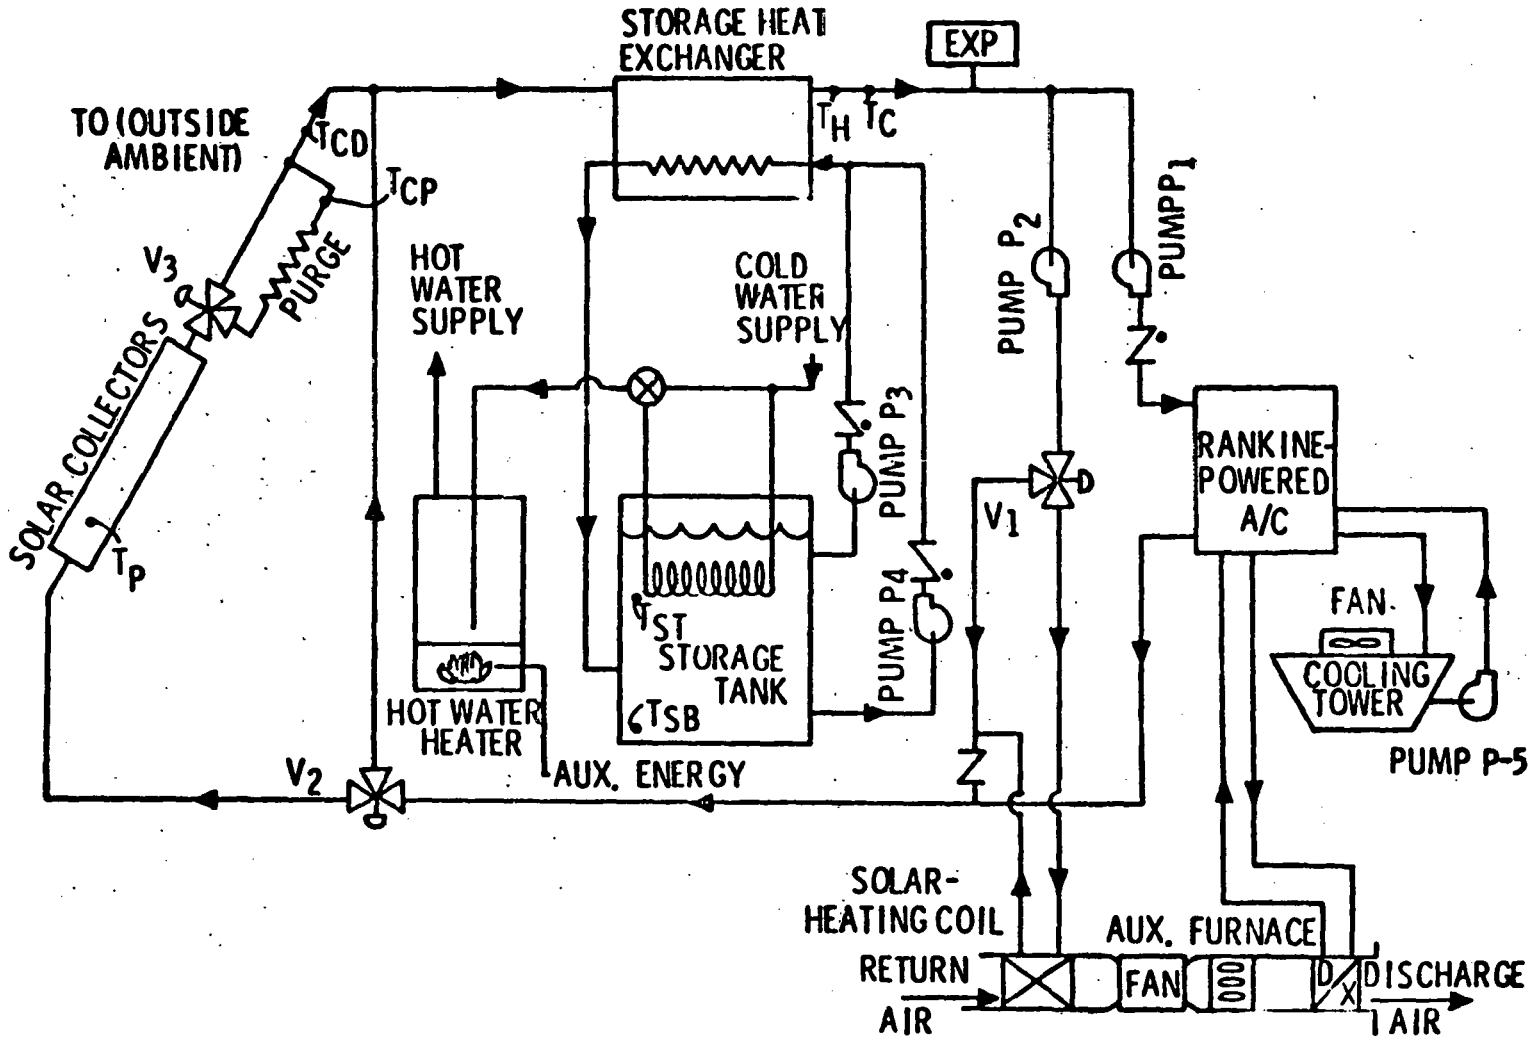 STORAGE HEAT
EXCHANGER
EXP
TO (OUTSIDE
AMBIENT)
TCD
TH
TC
TCP
PUMP P1
PUMP P2
V3
PURGE
HOT
WATER
SUPPLY
COLD
WATER
SUPPLY
SOLAR COLLECTORS
TP
PUMP P3
V1
RANKINE-
POWERED
A/C
PUMP P4
FAN
TST
STORAGE
TANK
TSB
COOLING
TOWER
HOT WATER
HEATER
V2
AUX. ENERGY
PUMP P-5
SOLAR-
HEATING COIL
AUX. FURNACE
RETURN
AIR
FAN
D
X
DISCHARGE
AIR